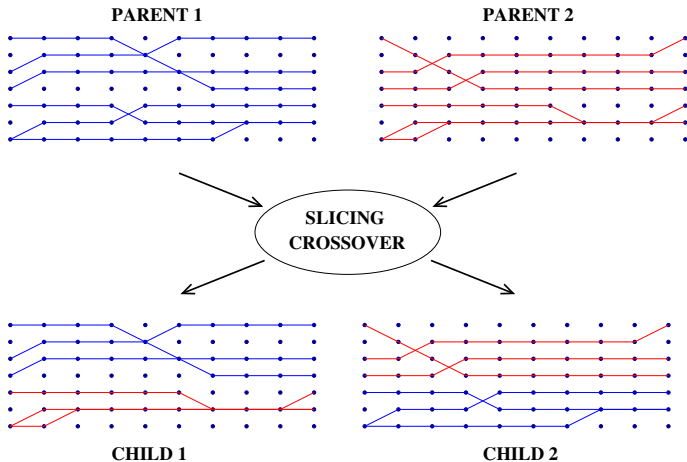 PARENT 1
PARENT 2
SLICING
CROSSOVER
CHILD 1
CHILD 2